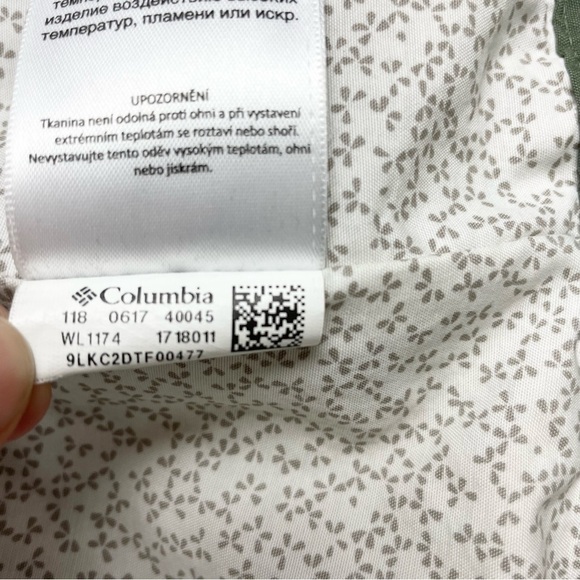 изделие воздействию высоких
температур, пламени или искр.
UPOZORNĚNÍ
Tkanina není odolná proti ohni a při vystavení
extrémním teplotám se roztaví nebo shoří.
Nevystavujte tento oděv vysokým teplotám, ohni
nebo jiskrám.
Columbia
118 0617 40045
WL1174 1718011
9LKC2DTF00477